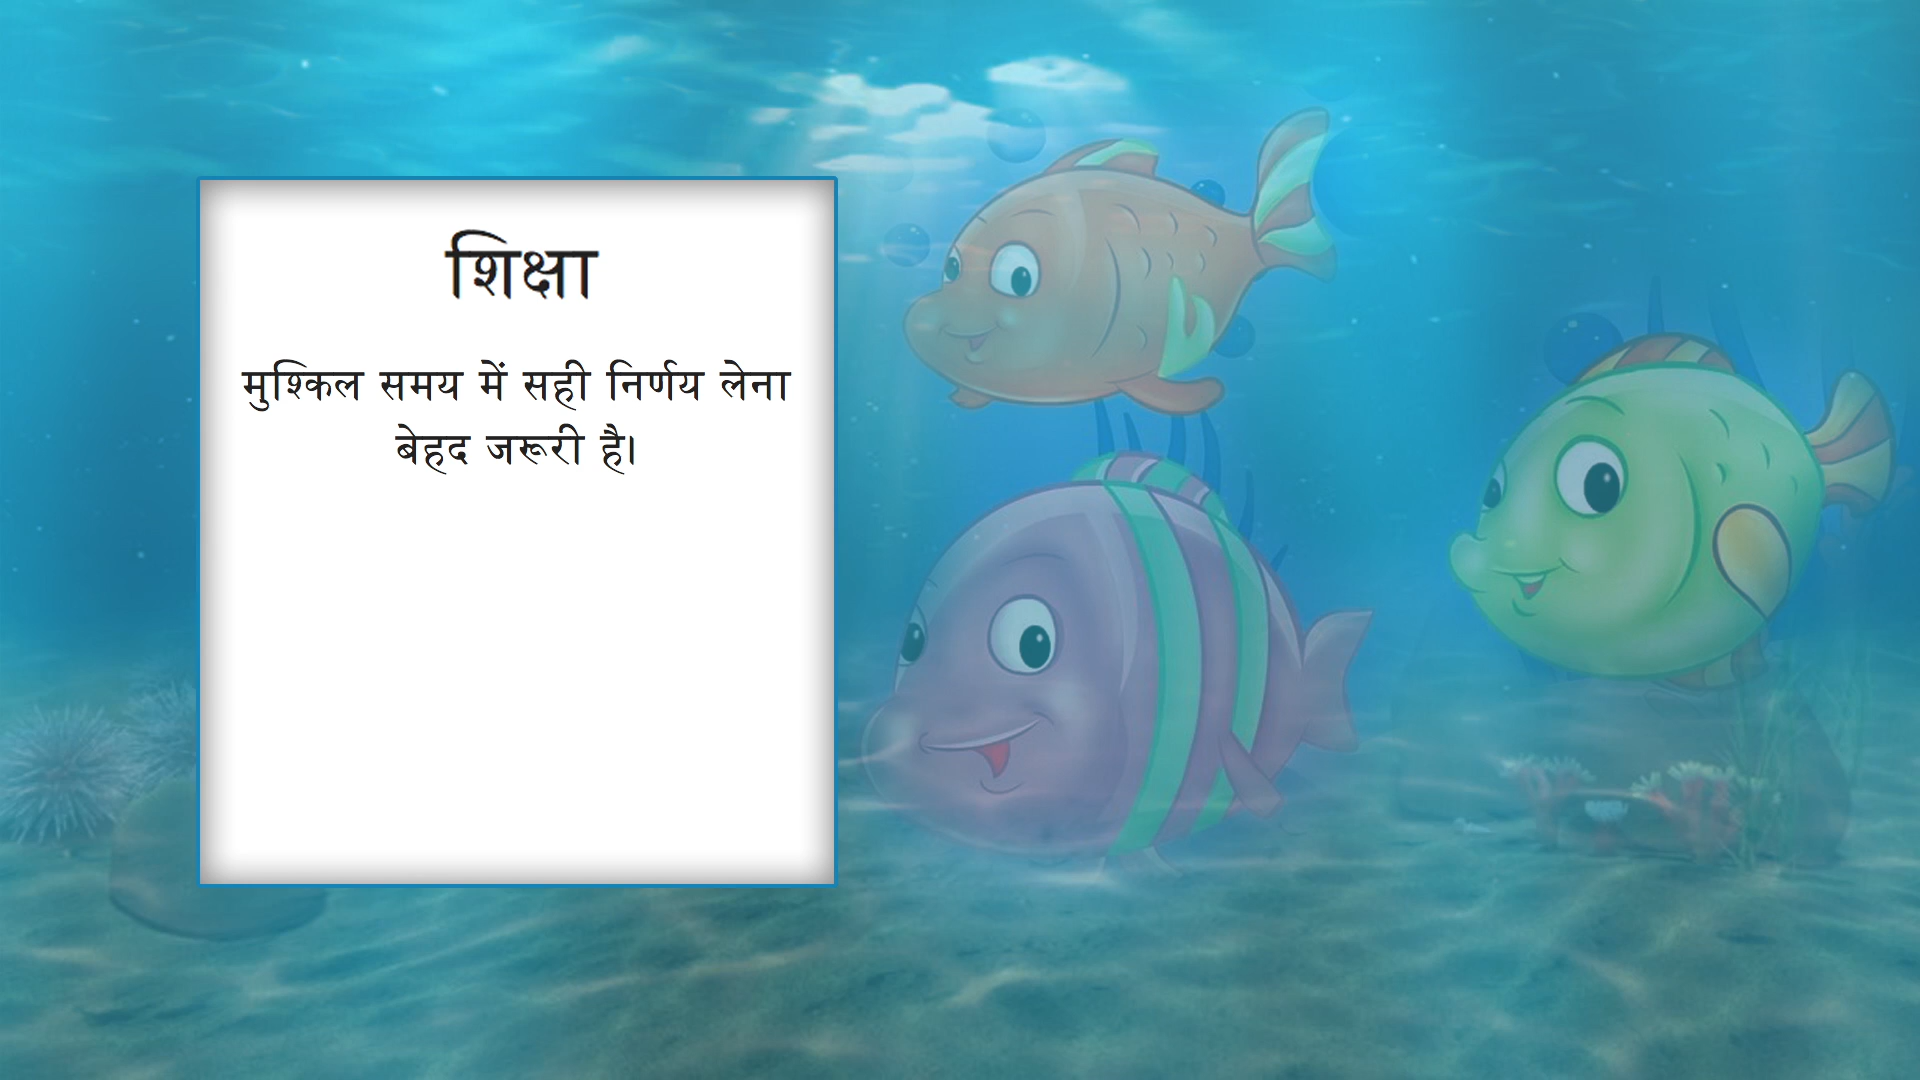 शिक्षा
मुश्किल समय में सही निर्णय लेना
बेहद जरूरी है।